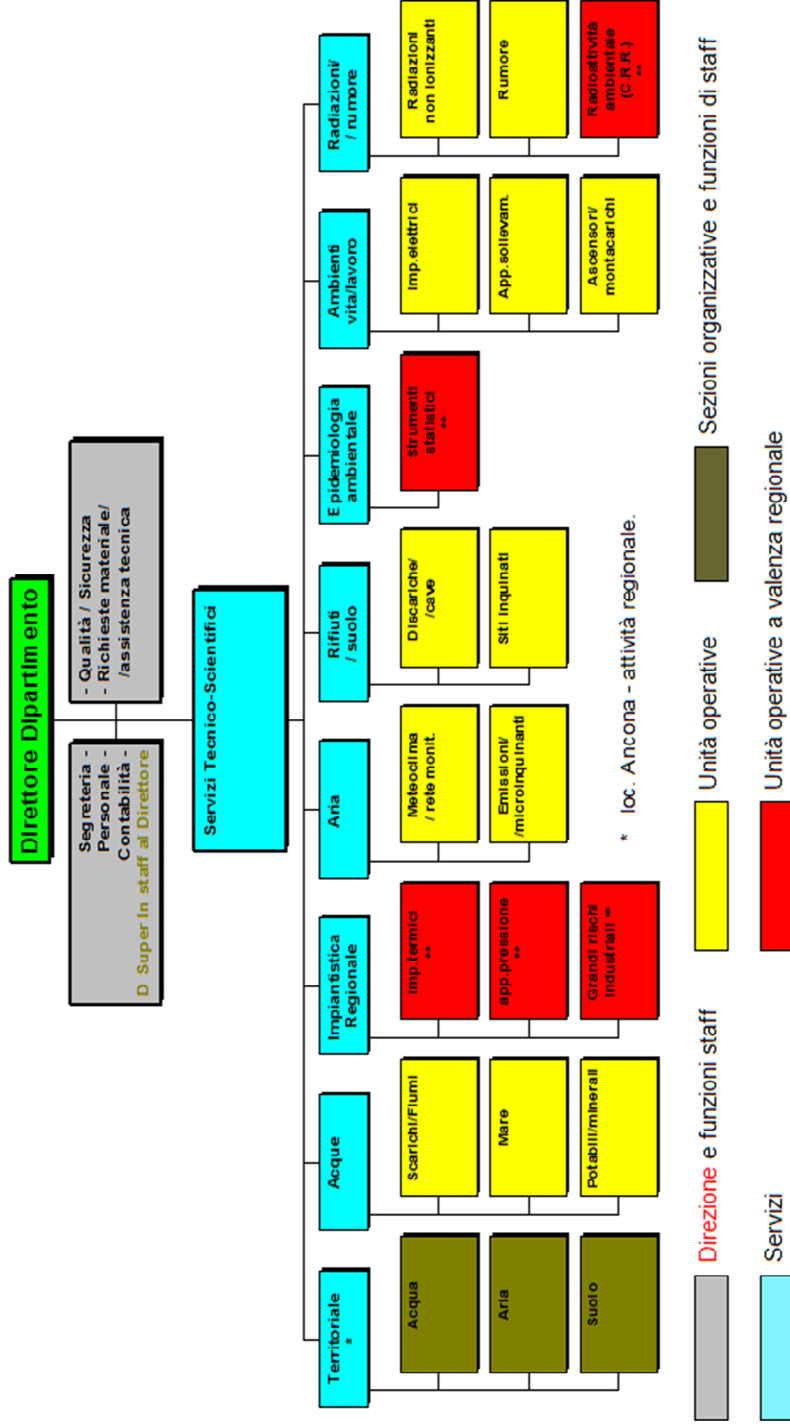 Direttore Dipartimento
Segreteria -
Personale -
Contabilità -
D Super in staff al Direttore
- Qualità / Sicurezza
- Richieste materiale/
/assistenza tecnica
Servizi Tecnico-Scientifici
Territoriale
*
Acqua
Aria
Suolo
Acque
Scarichi/Fiumi
Mare
Potabili/minerali
Impiantistica
Regionale
Imp.termici
**
app.pressione
**
Grandi rischi
industriali **
Aria
Meteoclima
/ rete monit.
Emissioni/
/microinquinanti
Rifiuti
/ suolo
Discariche/
/cave
Siti inquinati
Epidemiologia
ambientale
Strumenti
statistici
**
Ambienti
vita/lavoro
Imp.elettrici
App.sollevam.
Ascensori/
montacarichi
Radiazioni/
/ rumore
Radiazioni
non ionizzanti
Rumore
Radioattività
ambientale
(C.R.R.)
**
* loc. Ancona - attività regionale.
Direzione e funzioni staff
Unità operative
Sezioni organizzative e funzioni di staff
Servizi
Unità operative a valenza regionale